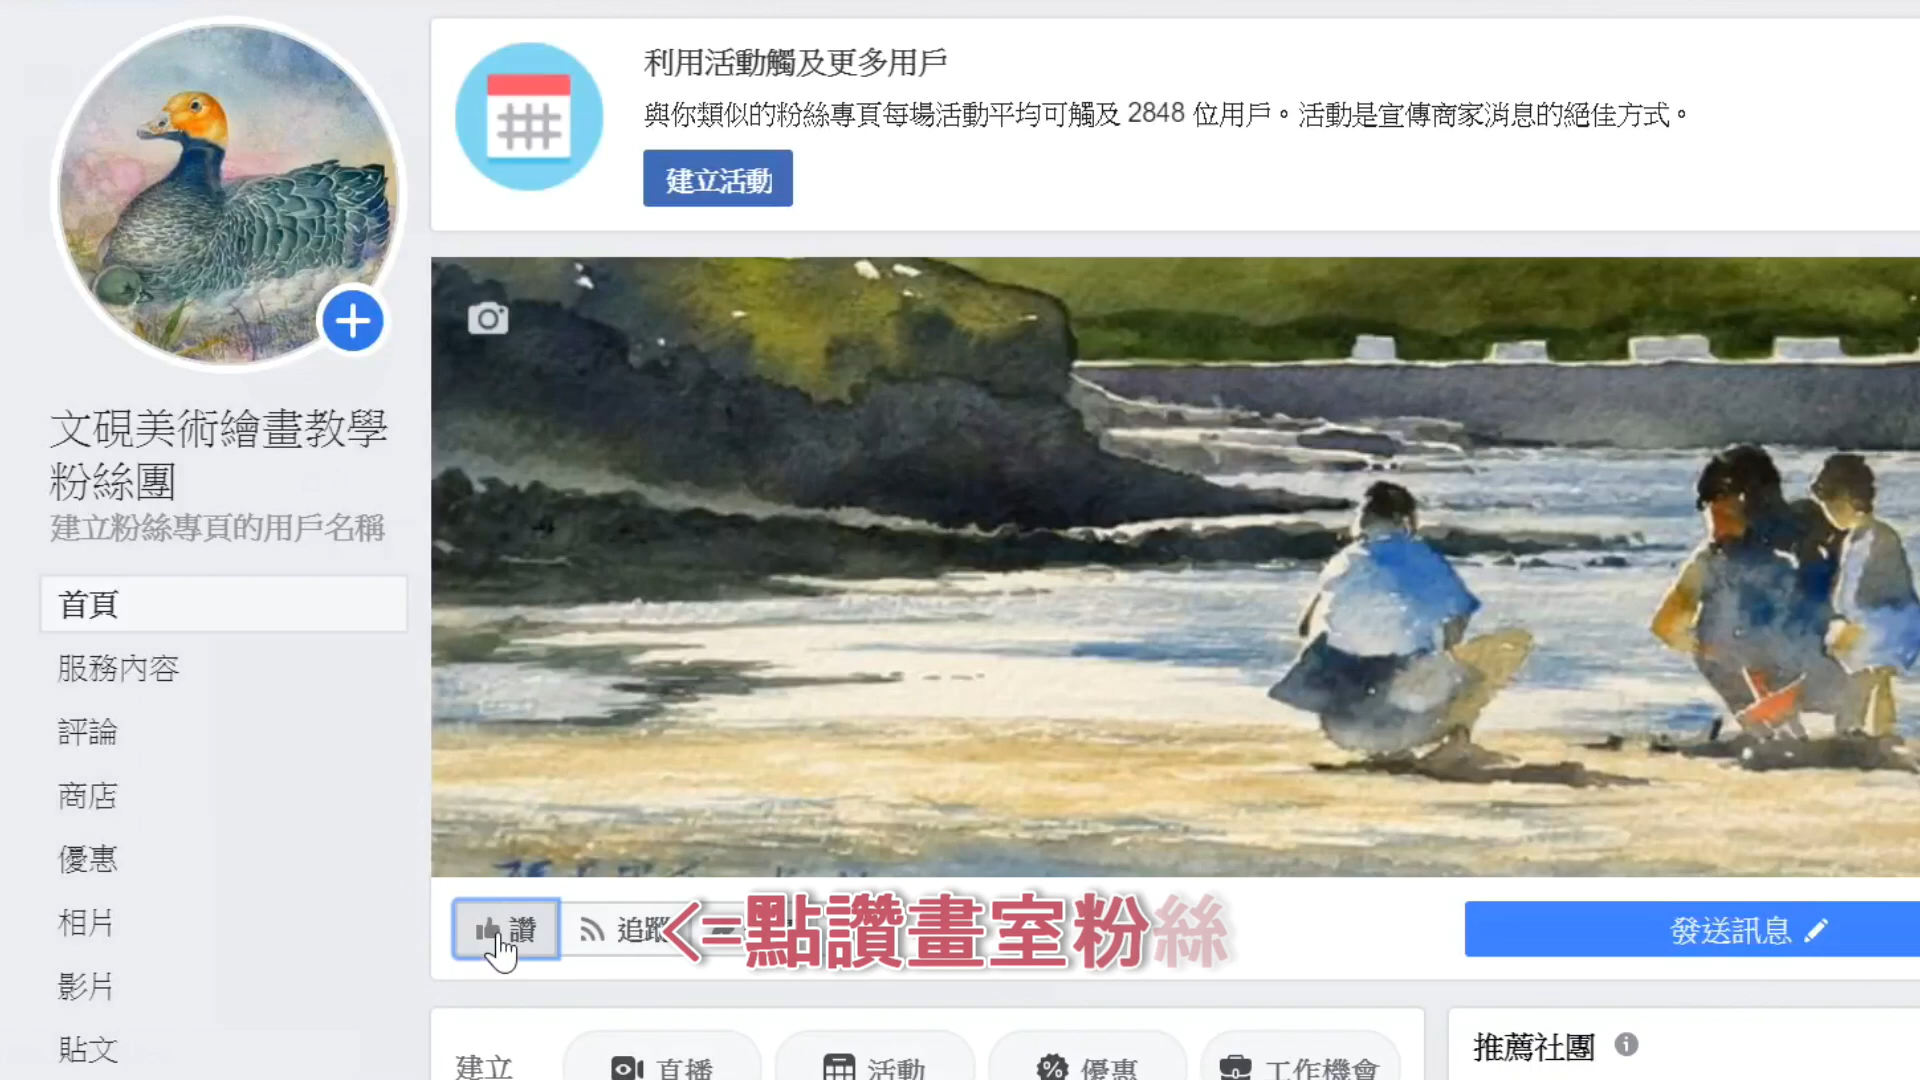 利用活動觸及更多用戶
與你類似的粉絲專頁每場活動平均可觸及 2848 位用戶。活動是宣傳商家消息的絕佳方式。
建立活動
文硯美術繪畫教學
粉絲團
建立粉絲專頁的用戶名稱
首頁
服務內容
評論
商店
優惠
相片
影片
貼文
讚
追蹤
<=點讚畫室粉絲
發送訊息
建立
直播
活動
優惠
工作機會
推薦社團